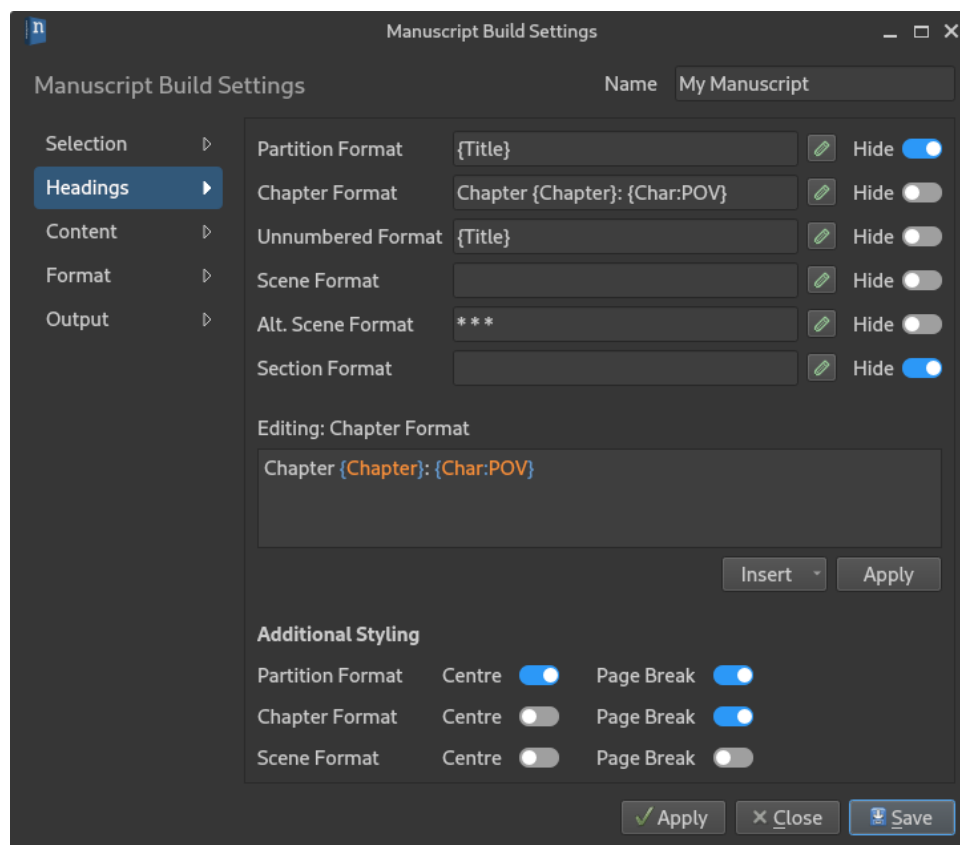 n
Manuscript Build Settings
Manuscript Build Settings Name My Manuscript
Selection
Headings
Content
Format
Output
Partition Format {Title} Hide
Chapter Format Chapter {Chapter}: {Char:POV} Hide
Unnumbered Format {Title} Hide
Scene Format Hide
Alt. Scene Format * * * Hide
Section Format Hide
Editing: Chapter Format
Chapter {Chapter}: {Char:POV}
Insert Apply
Additional Styling
Partition Format Centre Page Break
Chapter Format Centre Page Break
Scene Format Centre Page Break
Apply Close Save